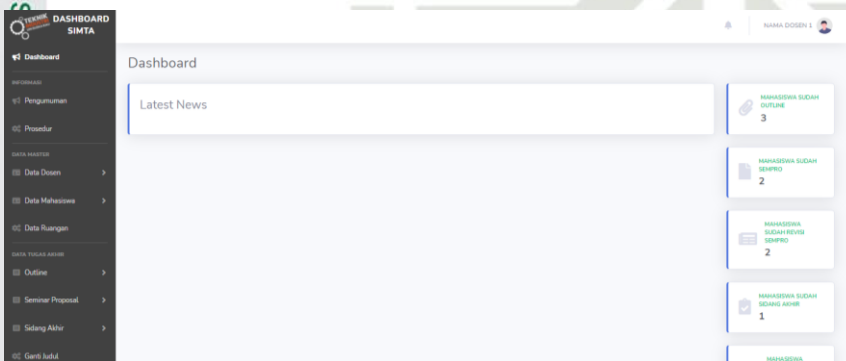 TEKNIK
DASHBOARD
SIMTA
NAMA DOSEN 1
Dashboard
INFORMASI
Pengumuman
Prosedur
DATA MASTER
Data Dosen
Data Mahasiswa
Data Ruangan
DATA TUGAS AKHIR
Outline
Seminar Proposal
Sidang Akhir
Ganti Judul
Dashboard
Latest News
MAHASISWA SUDAH
OUTLINE
3
MAHASISWA SUDAH
SEMPRO
2
MAHASISWA
SUDAH REVISI
SEMPRO
2
MAHASISWA SUDAH
SIDANG AKHIR
1
MAHASISWA